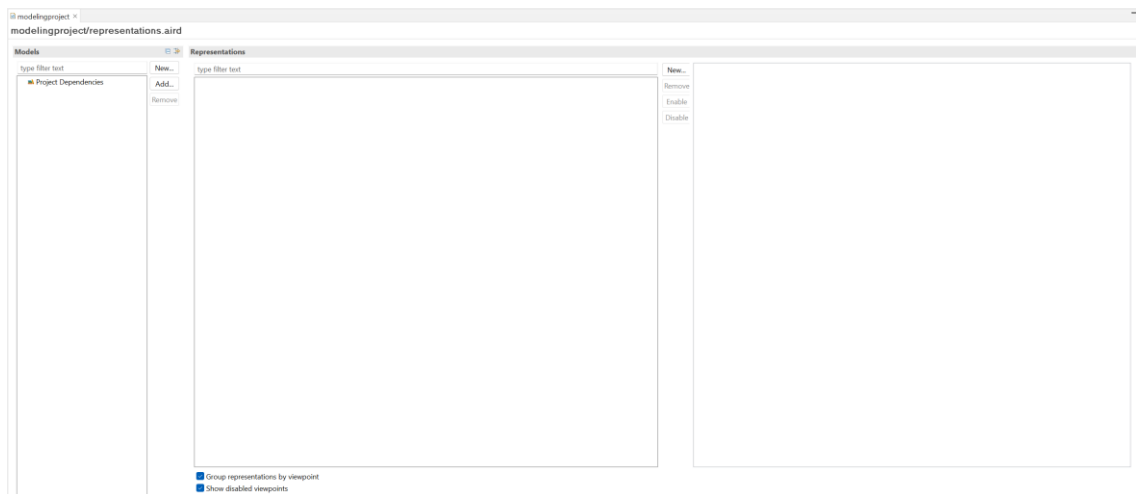 modelingproject ×
modelingproject/representations.aird
Models
Representations
type filter text
New...
type filter text
New...
Project Dependencies
Add...
Remove
Remove
Enable
Disable
Group representations by viewpoint
Show disabled viewpoints